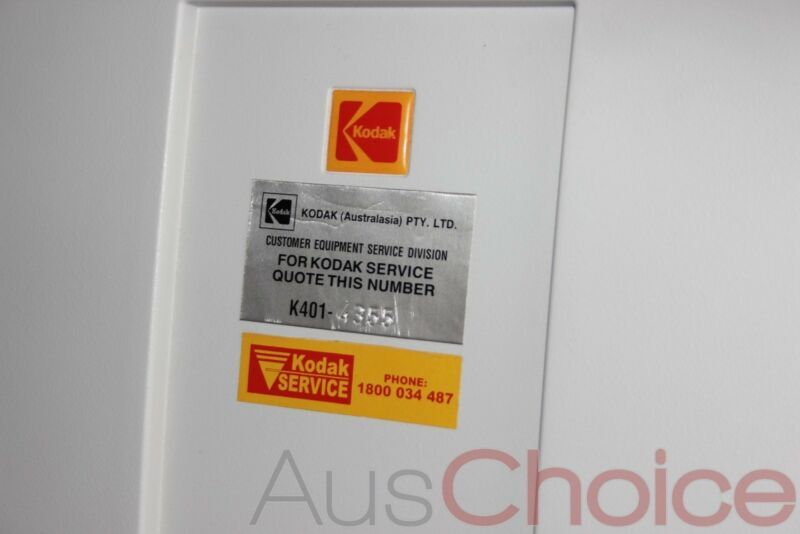 Kodak
Kodak
KODAK (Australasia) PTY. LTD.
CUSTOMER EQUIPMENT SERVICE DIVISION
FOR KODAK SERVICE
QUOTE THIS NUMBER
K401-4355
Kodak
SERVICE
PHONE:
1800 034 487
AusChoice